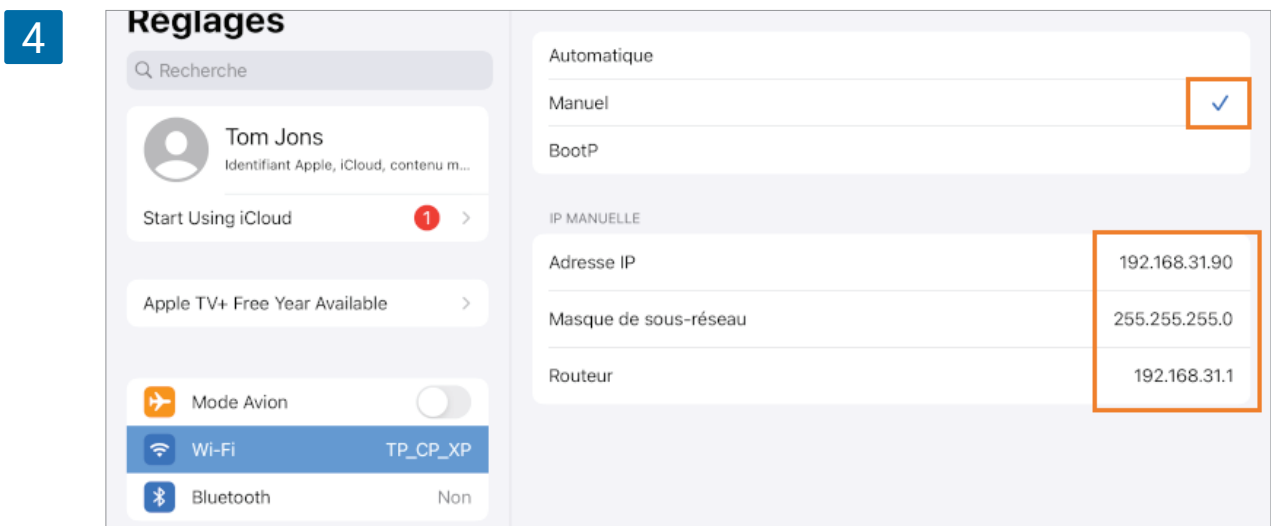 4
Réglages
Recherche
Tom Jons
Identifiant Apple, iCloud, contenu m...
Start Using iCloud 1
Apple TV+ Free Year Available
Mode Avion
Wi-Fi TP_CP_XP
Bluetooth Non
Automatique
Manuel
BootP
IP MANUELLE
Adresse IP 192.168.31.90
Masque de sous-réseau 255.255.255.0
Routeur 192.168.31.1